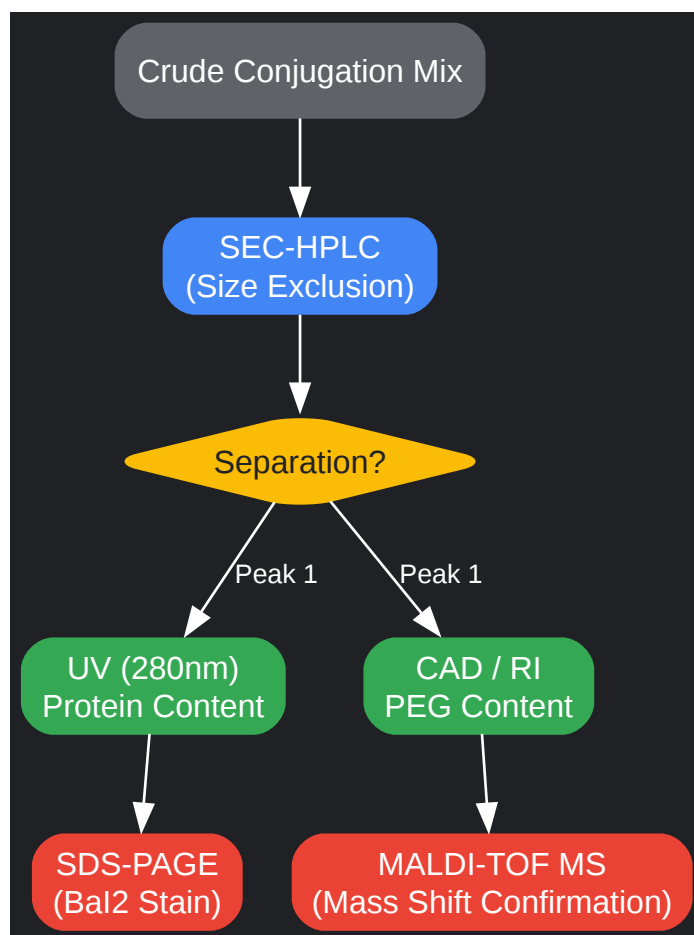 Crude Conjugation Mix
SEC-HPLC
(Size Exclusion)
Separation?
Peak 1
Peak 1
UV (280nm)
Protein Content
CAD / RI
PEG Content
SDS-PAGE
(BaI2 Stain)
MALDI-TOF MS
(Mass Shift Confirmation)